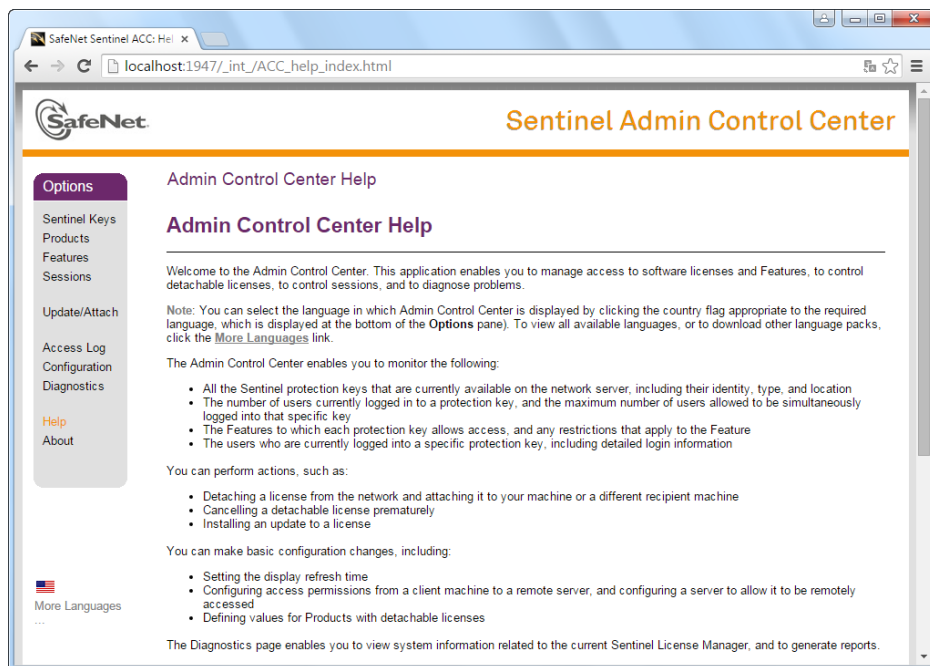 SafeNet Sentinel ACC: Hel
localhost:1947/_int_/ACC_help_index.html
SafeNet.
Sentinel Admin Control Center
Options
Sentinel Keys
Products
Features
Sessions
Update/Attach
Access Log
Configuration
Diagnostics
Help
About
More Languages
...
Admin Control Center Help
Admin Control Center Help
Welcome to the Admin Control Center. This application enables you to manage access to software licenses and Features, to control
detachable licenses, to control sessions, and to diagnose problems.
Note: You can select the language in which Admin Control Center is displayed by clicking the country flag appropriate to the required
language, which is displayed at the bottom of the Options pane). To view all available languages, or to download other language packs,
click the More Languages link.
The Admin Control Center enables you to monitor the following:
• All the Sentinel protection keys that are currently available on the network server, including their identity, type, and location
• The number of users currently logged in to a protection key, and the maximum number of users allowed to be simultaneously
logged into that specific key
• The Features to which each protection key allows access, and any restrictions that apply to the Feature
• The users who are currently logged into a specific protection key, including detailed login information
You can perform actions, such as:
• Detaching a license from the network and attaching it to your machine or a different recipient machine
• Cancelling a detachable license prematurely
• Installing an update to a license
You can make basic configuration changes, including:
• Setting the display refresh time
• Configuring access permissions from a client machine to a remote server, and configuring a server to allow it to be remotely
accessed
• Defining values for Products with detachable licenses
The Diagnostics page enables you to view system information related to the current Sentinel License Manager, and to generate reports.